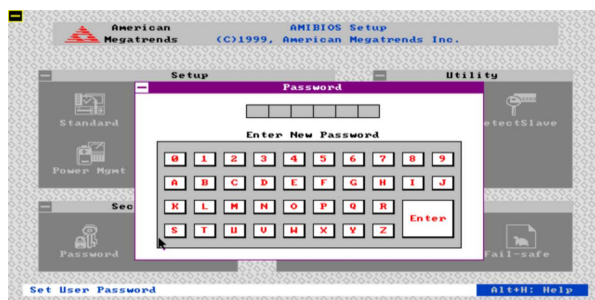 American Megatrends
AMIBIOS Setup
(C)1999, American Megatrends Inc.
Setup
Utility
Password
Standard
etectSlave
Enter New Password
0 1 2 3 4 5 6 7 8 9
Power Mgmt
A B C D E F G H I J
K L M N O P Q R
Enter
Sec
S T U V W X Y Z
Password
Fail-safe
Set User Password
Alt+H: Help